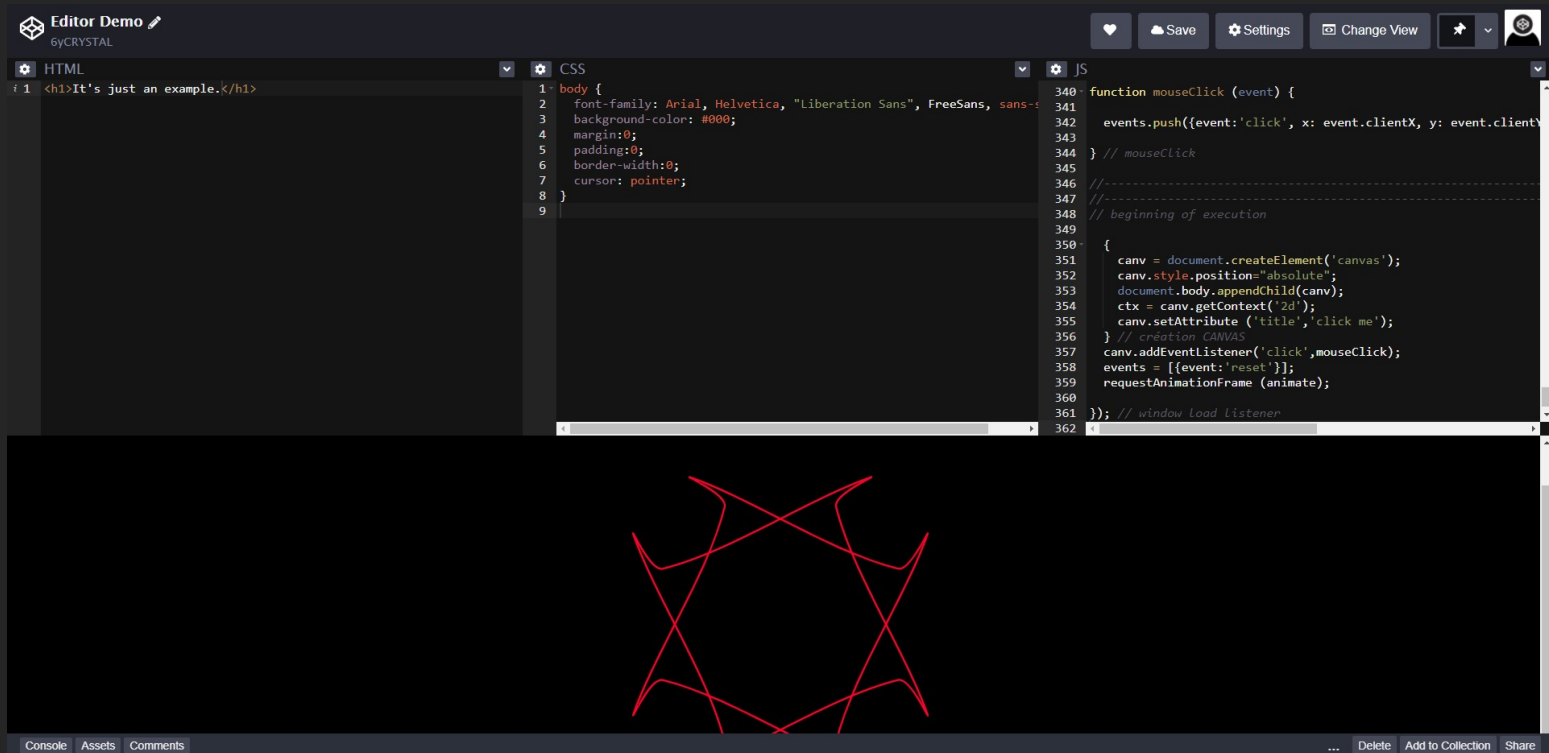 Editor Demo
6yCRYSTAL
Save
Settings
Change View
HTML
1 <h1>It's just an example.</h1>
CSS
1 body {
2 font-family: Arial, Helvetica, "Liberation Sans", FreeSans, sans-s
3 background-color: #000;
4 margin:0;
5 padding:0;
6 border-width:0;
7 cursor: pointer;
8 }
9
JS
340 function mouseClick (event) {
341
342 events.push({event:'click', x: event.clientX, y: event.clientY
343
344 } // mouseClick
345
346 //--------------------------------------------------------------
347 //--------------------------------------------------------------
348 // beginning of execution
349
350 {
351 canv = document.createElement('canvas');
352 canv.style.position="absolute";
353 document.body.appendChild(canv);
354 ctx = canv.getContext('2d');
355 canv.setAttribute ('title','click me');
356 } // création CANVAS
357 canv.addEventListener('click',mouseClick);
358 events = [{event:'reset'}];
359 requestAnimationFrame (animate);
360
361 }); // window load listener
362
Console Assets Comments
... Delete Add to Collection Share